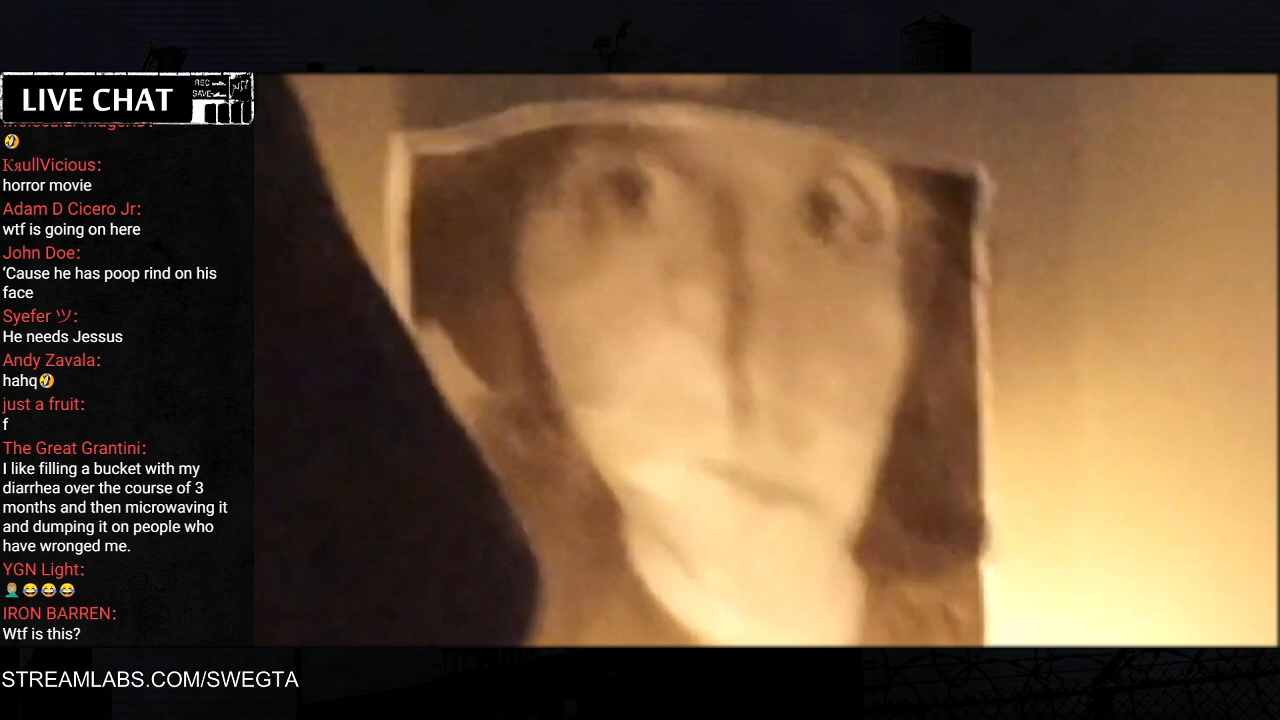 LIVE CHAT
REC
SAVE
🤣
KяullVicious:
horror movie
Adam D Cicero Jr:
wtf is going on here
John Doe:
‘Cause he has poop rind on his
face
Syefer ツ:
He needs Jessus
Andy Zavala:
hahq🤣
just a fruit:
f
The Great Grantini:
I like filling a bucket with my
diarrhea over the course of 3
months and then microwaving it
and dumping it on people who
have wronged me.
YGN Light:
🤦🏼‍♂️😂😂😂
IRON BARREN:
Wtf is this?
STREAMLABS.COM/SWEGTA